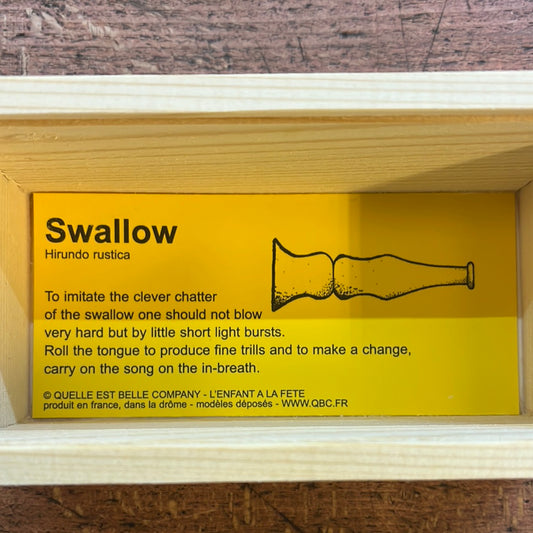 Swallow
Hirundo rustica
To imitate the clever chatter
of the swallow one should not blow
very hard but by little short light bursts.
Roll the tongue to produce fine trills and to make a change,
carry on the song on the in-breath.
© QUELLE EST BELLE COMPANY - L'ENFANT A LA FETE
produit en france, dans la drôme - modèles déposés - WWW.QBC.FR